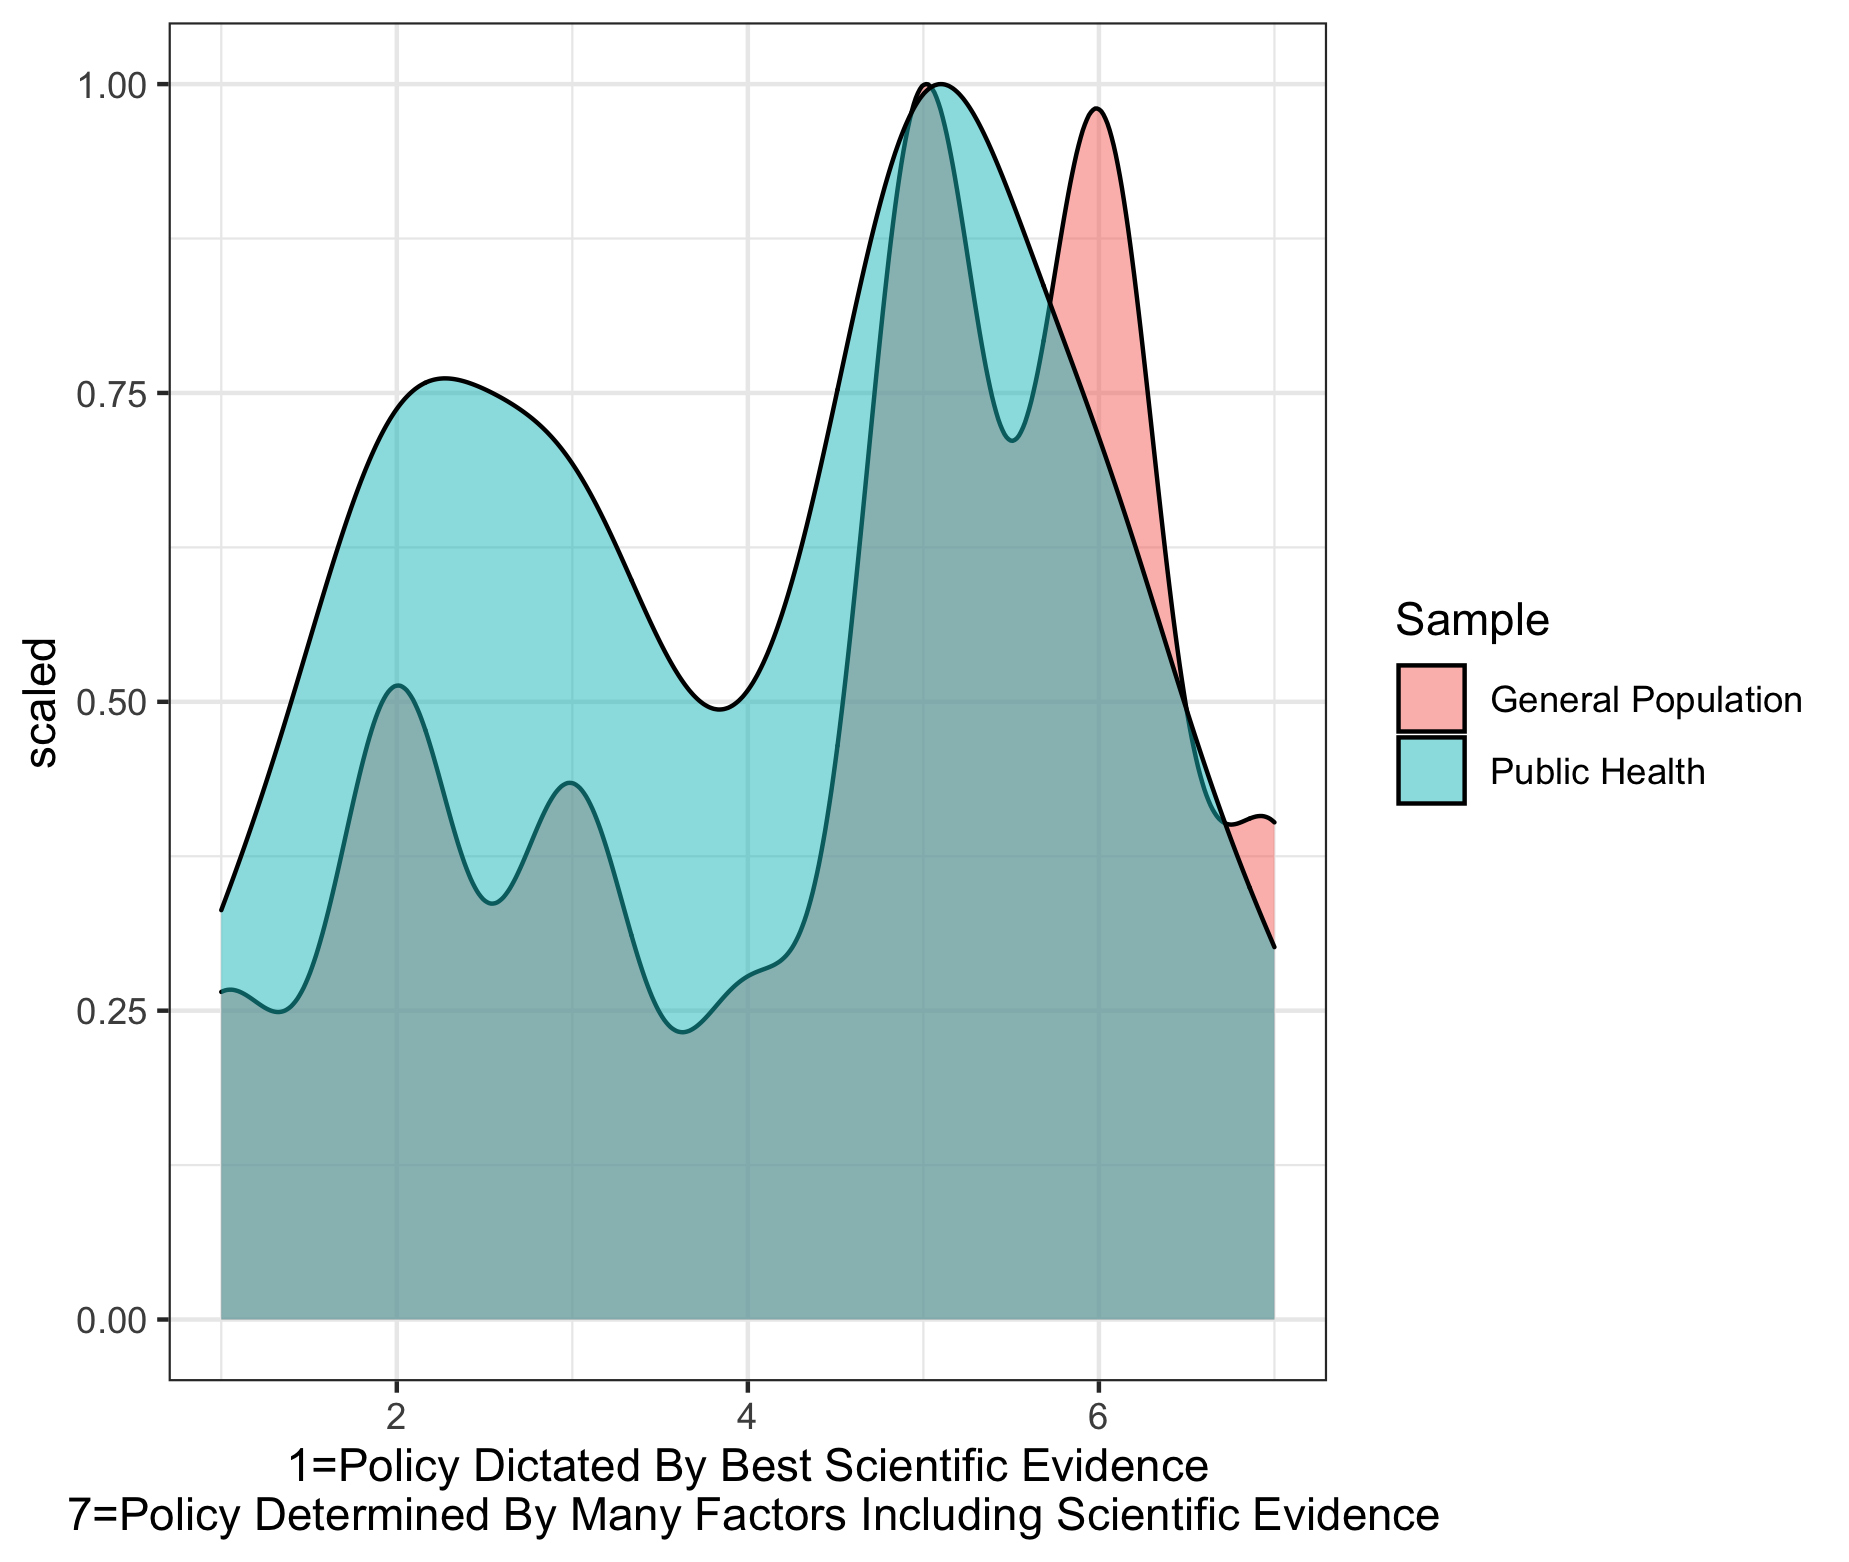 1.00
0.75
0.50
0.25
0.00
scaled
2
4
6
1=Policy Dictated By Best Scientific Evidence
7=Policy Determined By Many Factors Including Scientific Evidence
Sample
General Population
Public Health